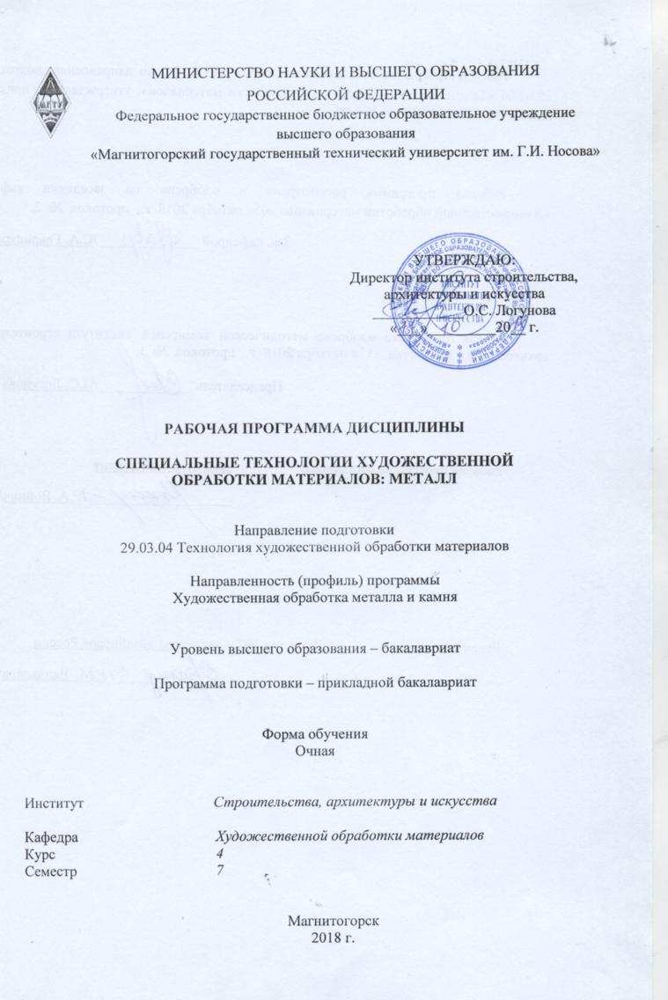 МГТУ
МИНИСТЕРСТВО НАУКИ И ВЫСШЕГО ОБРАЗОВАНИЯ
РОССИЙСКОЙ ФЕДЕРАЦИИ
Федеральное государственное бюджетное образовательное учреждение
высшего образования
«Магнитогорский государственный технический университет им. Г.И. Носова»
УТВЕРЖДАЮ:
Директор института строительства,
архитектуры и искусства
О.С. Логунова
10 201 г.
РАБОЧАЯ ПРОГРАММА ДИСЦИПЛИНЫ
СПЕЦИАЛЬНЫЕ ТЕХНОЛОГИИ ХУДОЖЕСТВЕННОЙ
ОБРАБОТКИ МАТЕРИАЛОВ: МЕТАЛЛ
Направление подготовки
29.03.04 Технология художественной обработки материалов
Направленность (профиль) программы
Художественная обработка металла и камня
Уровень высшего образования – бакалавриат
Программа подготовки – прикладной бакалавриат
Форма обучения
Очная
Институт Строительства, архитектуры и искусства
Кафедра Художественной обработки материалов
Курс 4
Семестр 7
Магнитогорск
2018 г.